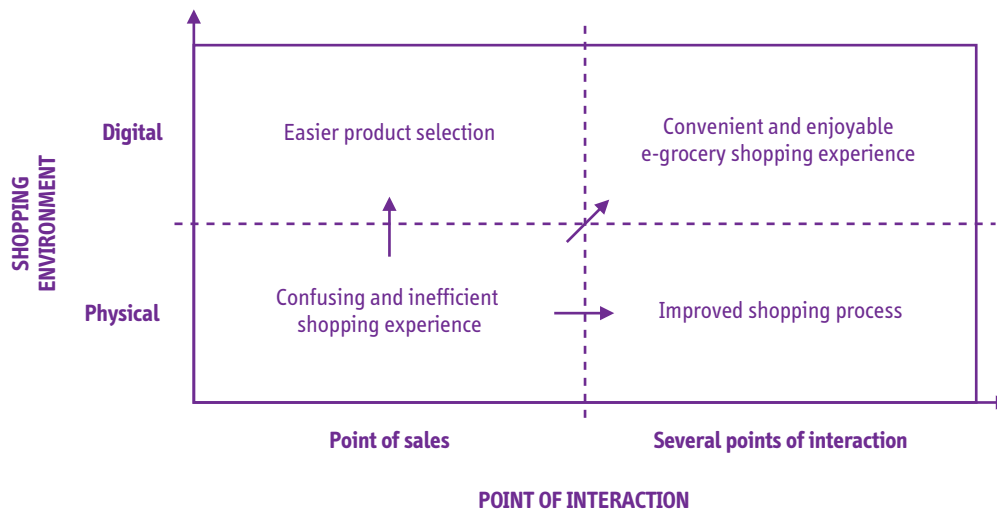 Digital
Easier product selection
Convenient and enjoyable
e-grocery shopping experience
SHOPPING
ENVIRONMENT
Physical
Confusing and inefficient
shopping experience
Improved shopping process
Point of sales
Several points of interaction
POINT OF INTERACTION